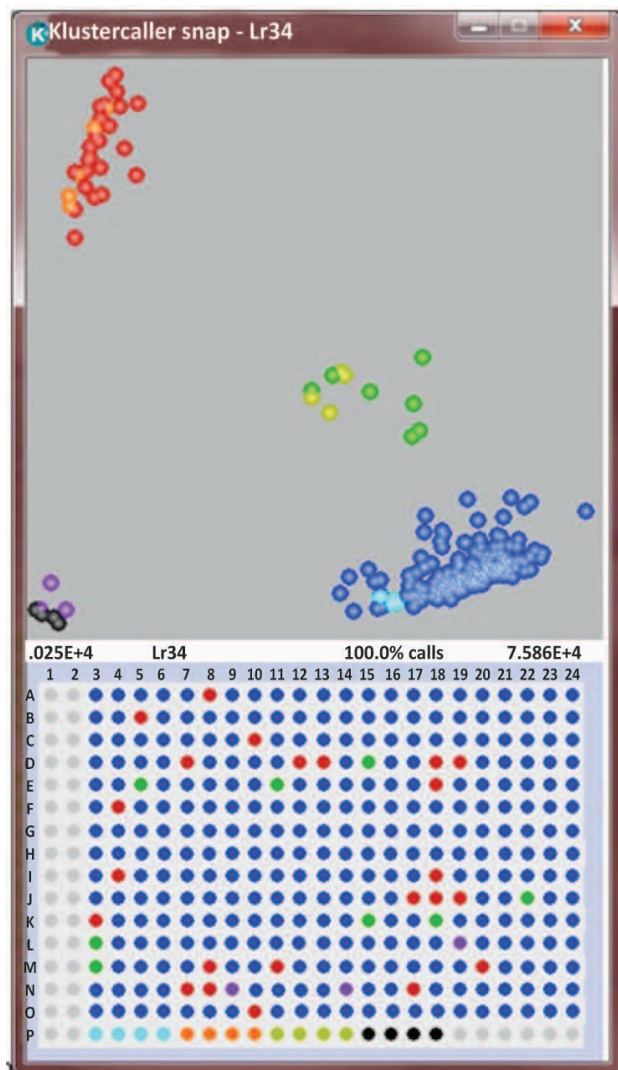 K Klustercaller snap - Lr34
.025E+4 Lr34 100.0% calls 7.586E+4
1 2 3 4 5 6 7 8 9 10 11 12 13 14 15 16 17 18 19 20 21 22 23 24
A
B
C
D
E
F
G
H
I
J
K
L
M
N
O
P